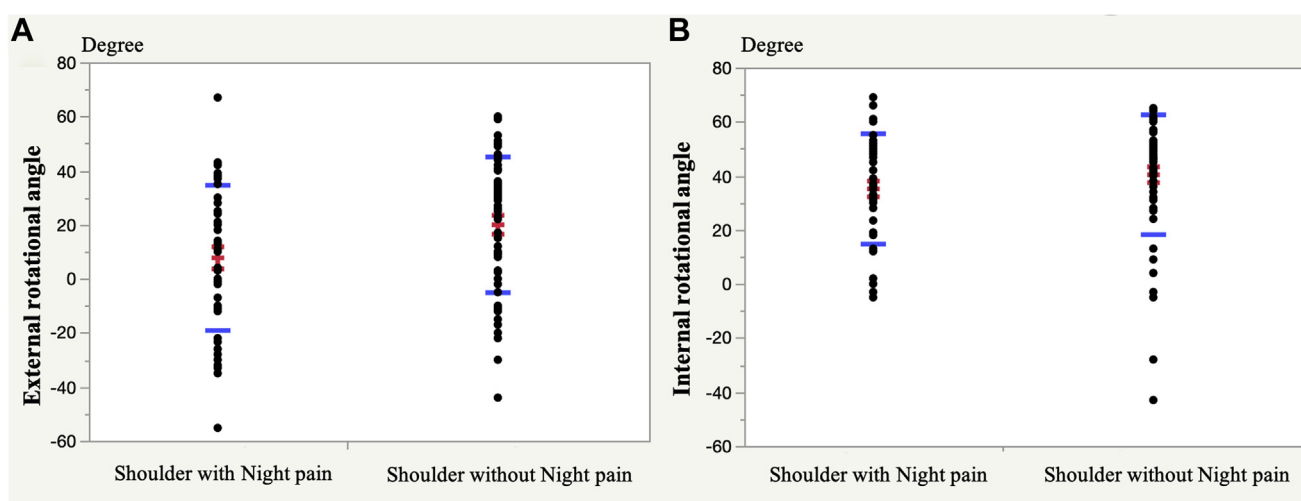 A
Degree
External rotational angle
80
60
40
20
0
-20
-40
-60
Shoulder with Night pain
Shoulder without Night pain
B
Degree
Internal rotational angle
80
60
40
20
0
-20
-40
-60
Shoulder with Night pain
Shoulder without Night pain